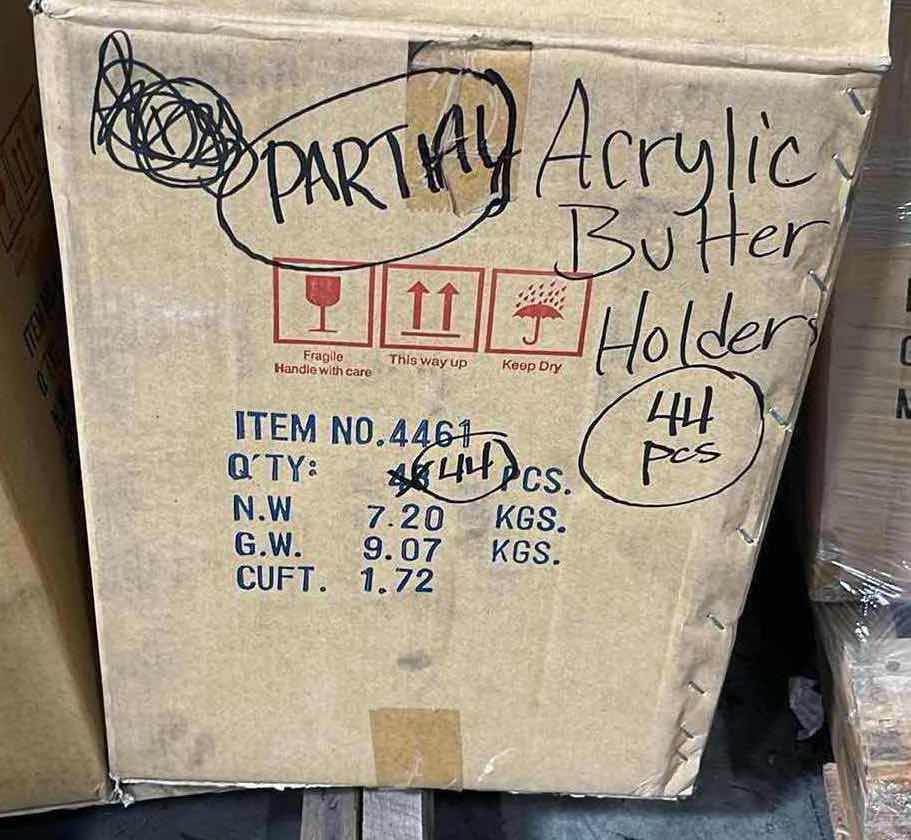 PARTIAL
Acrylic
Butter
Holders
44
pcs
Fragile
Handle with care
This way up
Keep Dry
ITEM NO.4461
Q'TY: 44 PCS.
N.W 7.20 KGS.
G.W. 9.07 KGS.
CUFT. 1.72